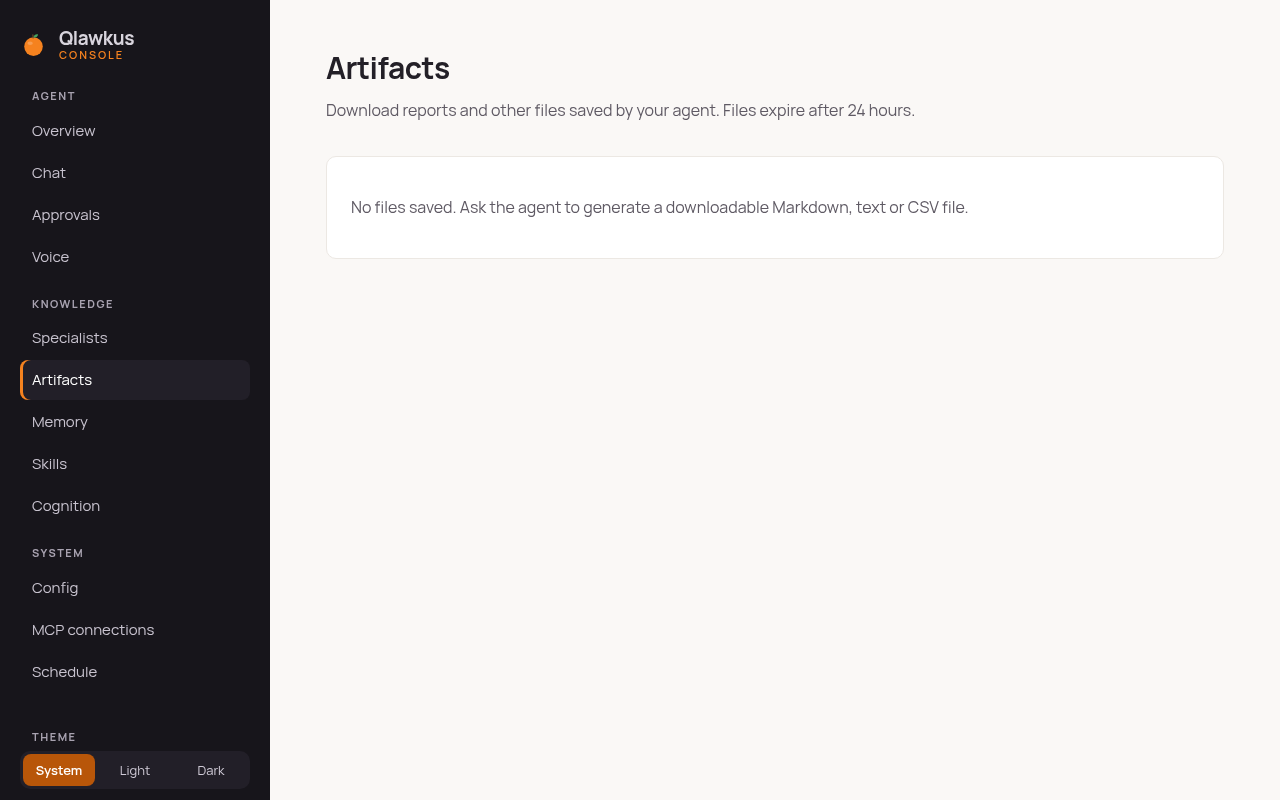 Qlawkus
CONSOLE
AGENT
Overview
Chat
Approvals
Voice
KNOWLEDGE
Specialists
Artifacts
Memory
Skills
Cognition
SYSTEM
Config
MCP connections
Schedule
THEME
System Light Dark
Artifacts
Download reports and other files saved by your agent. Files expire after 24 hours.
No files saved. Ask the agent to generate a downloadable Markdown, text or CSV file.